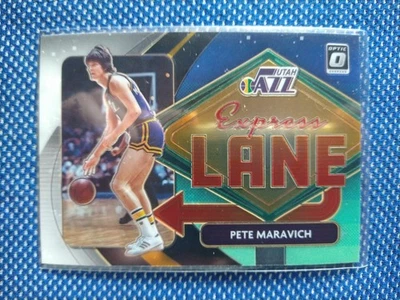 OPTIC
UTAH
JAZZ
Express
LANE
PETE MARAVICH